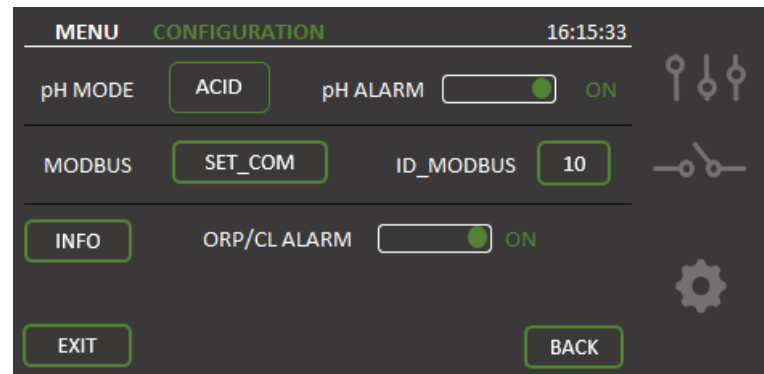 MENU CONFIGURATION 16:15:33
pH MODE ACID pH ALARM ON
MODBUS SET_COM ID_MODBUS 10
INFO ORP/CL ALARM ON
EXIT BACK